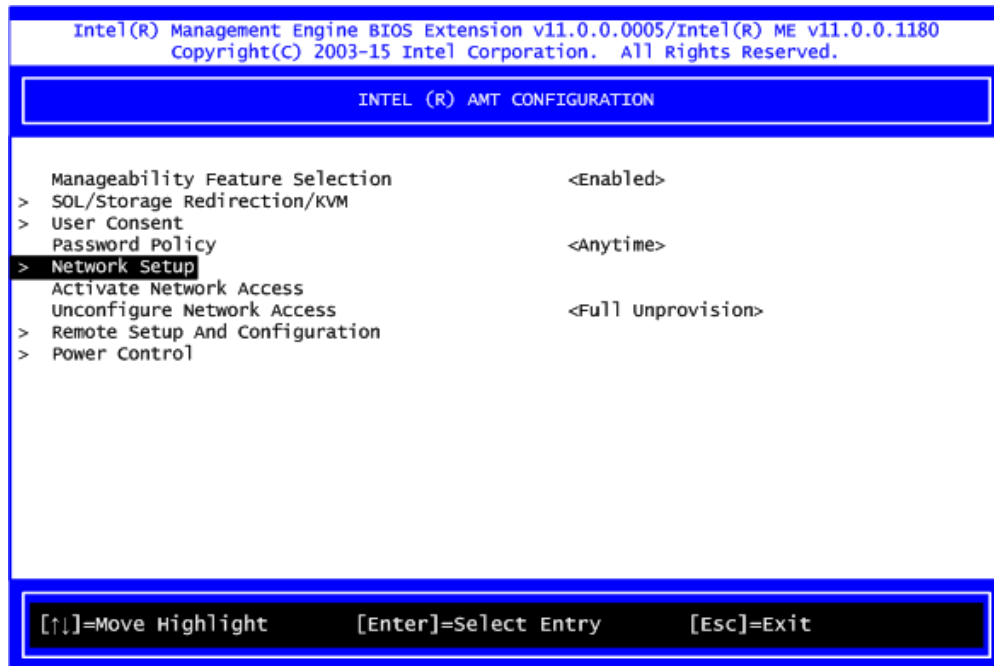 Intel(R) Management Engine BIOS Extension v11.0.0.0005/Intel(R) ME v11.0.0.1180
Copyright(C) 2003-15 Intel Corporation. All Rights Reserved.
INTEL (R) AMT CONFIGURATION
Manageability Feature Selection <Enabled>
> SOL/Storage Redirection/KVM
> User Consent
Password Policy <Anytime>
> Network Setup
Activate Network Access
Unconfigure Network Access <Full Unprovision>
> Remote Setup And Configuration
> Power Control
[↑↓]=Move Highlight [Enter]=Select Entry [Esc]=Exit